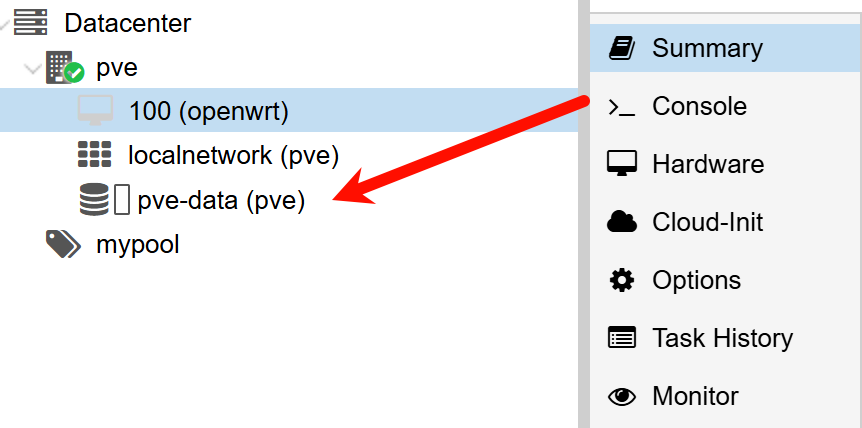 Datacenter
pve
100 (openwrt)
localnetwork (pve)
pve-data (pve)
mypool
Summary
Console
Hardware
Cloud-Init
Options
Task History
Monitor